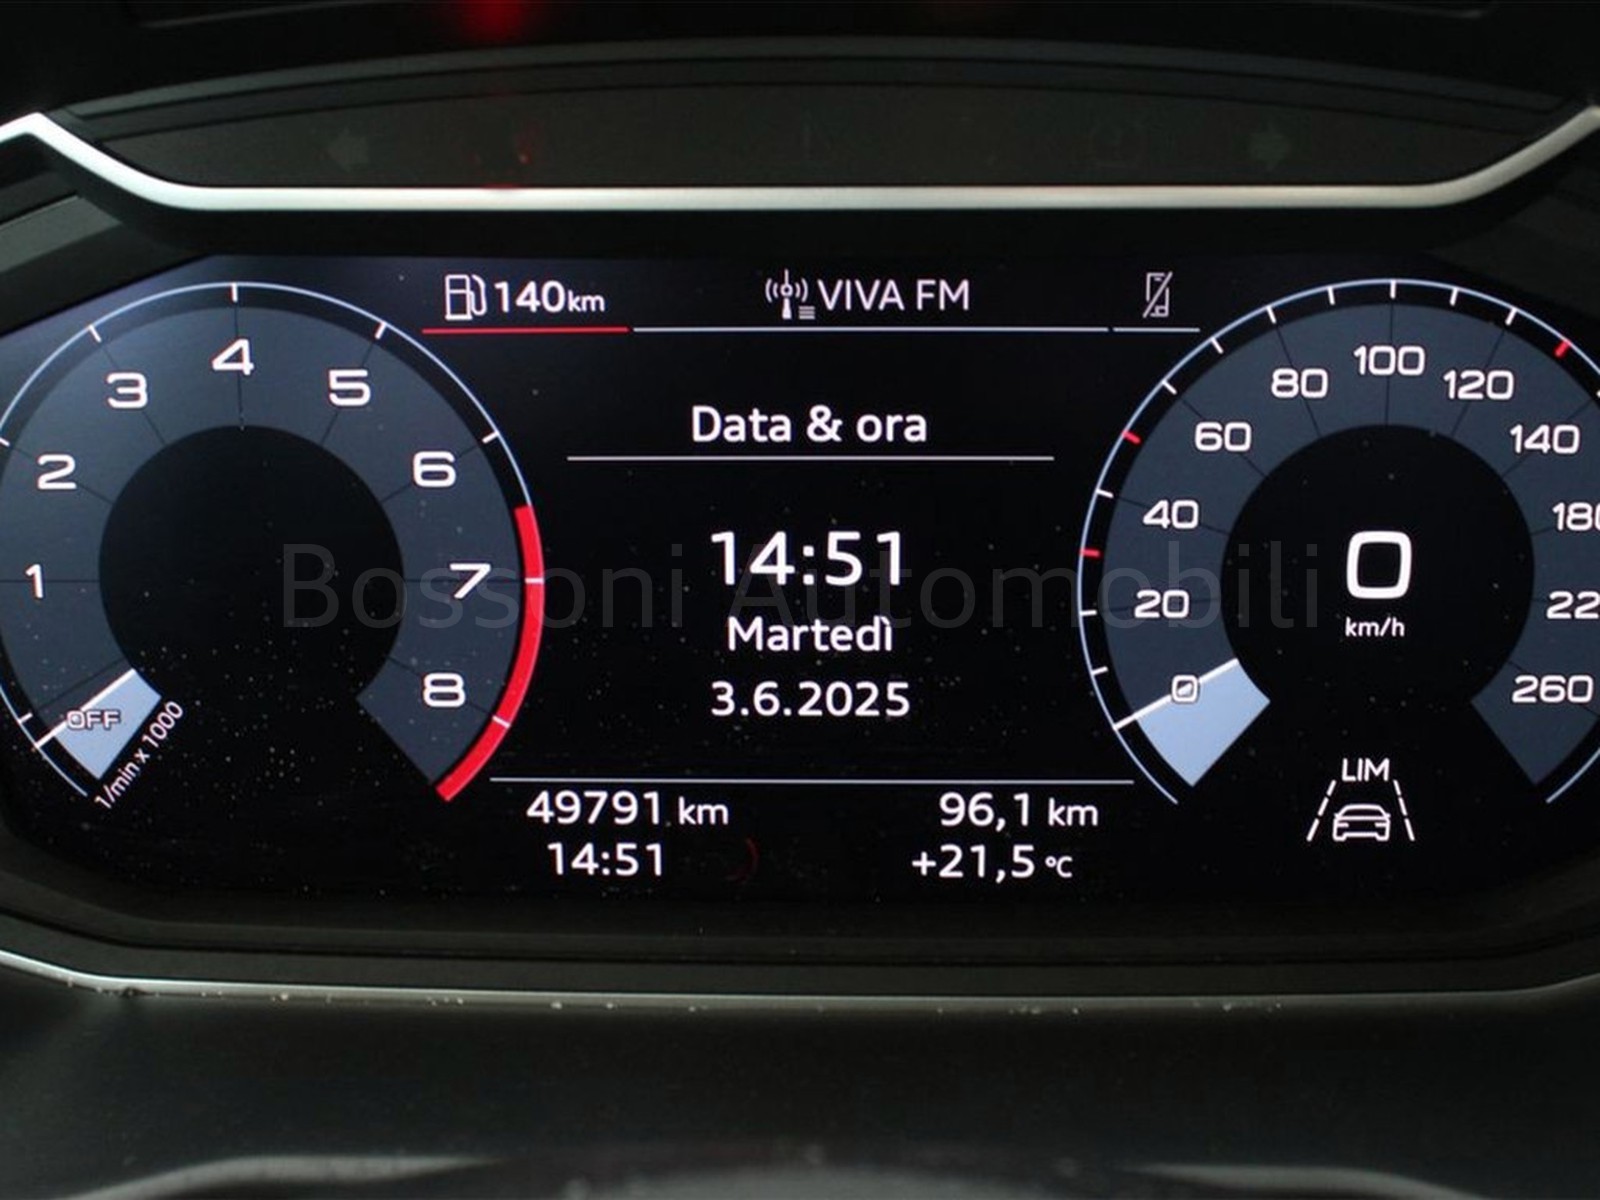 140 km
VIVA FM
Data & ora
14:51
Martedì
3.6.2025
49791 km
96,1 km
14:51
+21,5 °C
OFF
1
2
3
4
5
6
7
8
1/min x 1000
0
20
40
60
80
100
120
140
260
0
km/h
LIM
Bossoni Automobili